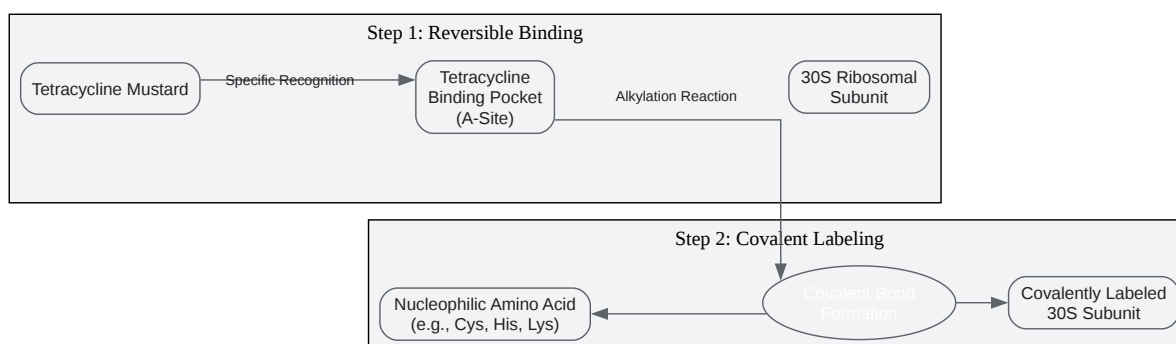 Step 1: Reversible Binding
Tetracycline Mustard
Specific Recognition
Tetracycline
Binding Pocket
(A-Site)
Alkylation Reaction
30S Ribosomal
Subunit
Step 2: Covalent Labeling
Nucleophilic Amino Acid
(e.g., Cys, His, Lys)
Covalent Bond
Formation
Covalently Labeled
30S Subunit